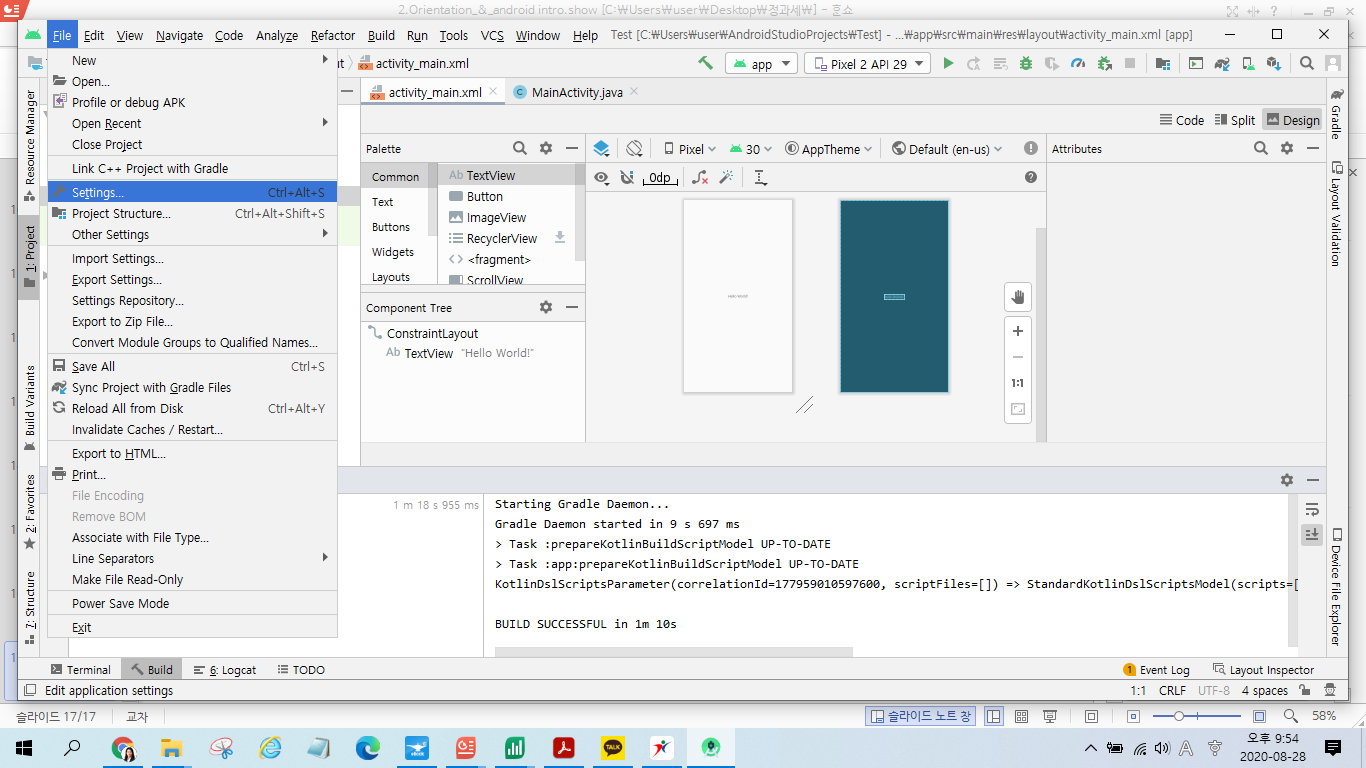 2.Orientation_&_android intro.show [C:₩Users₩user₩Desktop₩정과세₩] – 훈쇼
File Edit View Navigate Code Analyze Refactor Build Run Tools VCS Window Help Test [C:₩Users₩user₩AndroidStudioProjects₩Test] - ...₩app₩src₩main₩res₩layout₩activity_main.xml [app]
activity_main.xml
app
Pixel 2 API 29
New
Open...
Profile or debug APK
Open Recent
Close Project
Link C++ Project with Gradle
Settings... Ctrl+Alt+S
Project Structure... Ctrl+Alt+Shift+S
Other Settings
Import Settings...
Export Settings...
Settings Repository...
Export to Zip File...
Convert Module Groups to Qualified Names...
Save All Ctrl+S
Sync Project with Gradle Files
Reload All from Disk Ctrl+Alt+Y
Invalidate Caches / Restart...
Export to HTML...
Print...
File Encoding
Remove BOM
Associate with File Type...
Line Separators
Make File Read-Only
Power Save Mode
Exit
Resource Manager
1: Project
Build Variants
2: Favorites
7: Structure
activity_main.xml
MainActivity.java
Code Split Design
Palette
Common
Text
Buttons
Widgets
Layouts
Ab TextView
Button
ImageView
RecyclerView
<fragment>
ScrollView
Component Tree
ConstraintLayout
Ab TextView "Hello World!"
Pixel
30
AppTheme
Default (en-us)
0dp
Hello World!
1:1
Attributes
Gradle
Layout Validation
Device File Explorer
1 m 18 s 955 ms
Starting Gradle Daemon...
Gradle Daemon started in 9 s 697 ms
> Task :prepareKotlinBuildScriptModel UP-TO-DATE
> Task :app:prepareKotlinBuildScriptModel UP-TO-DATE
KotlinDslScriptsParameter(correlationId=177959010597600, scriptFiles=[]) => StandardKotlinDslScriptsModel(scripts=[
BUILD SUCCESSFUL in 1m 10s
Terminal Build 6: Logcat TODO
1 Event Log Layout Inspector
Edit application settings
1:1 CRLF UTF-8 4 spaces
슬라이드 17/17 교차
슬라이드 노트 창
58%
TALK
A
오후 9:54
2020-08-28